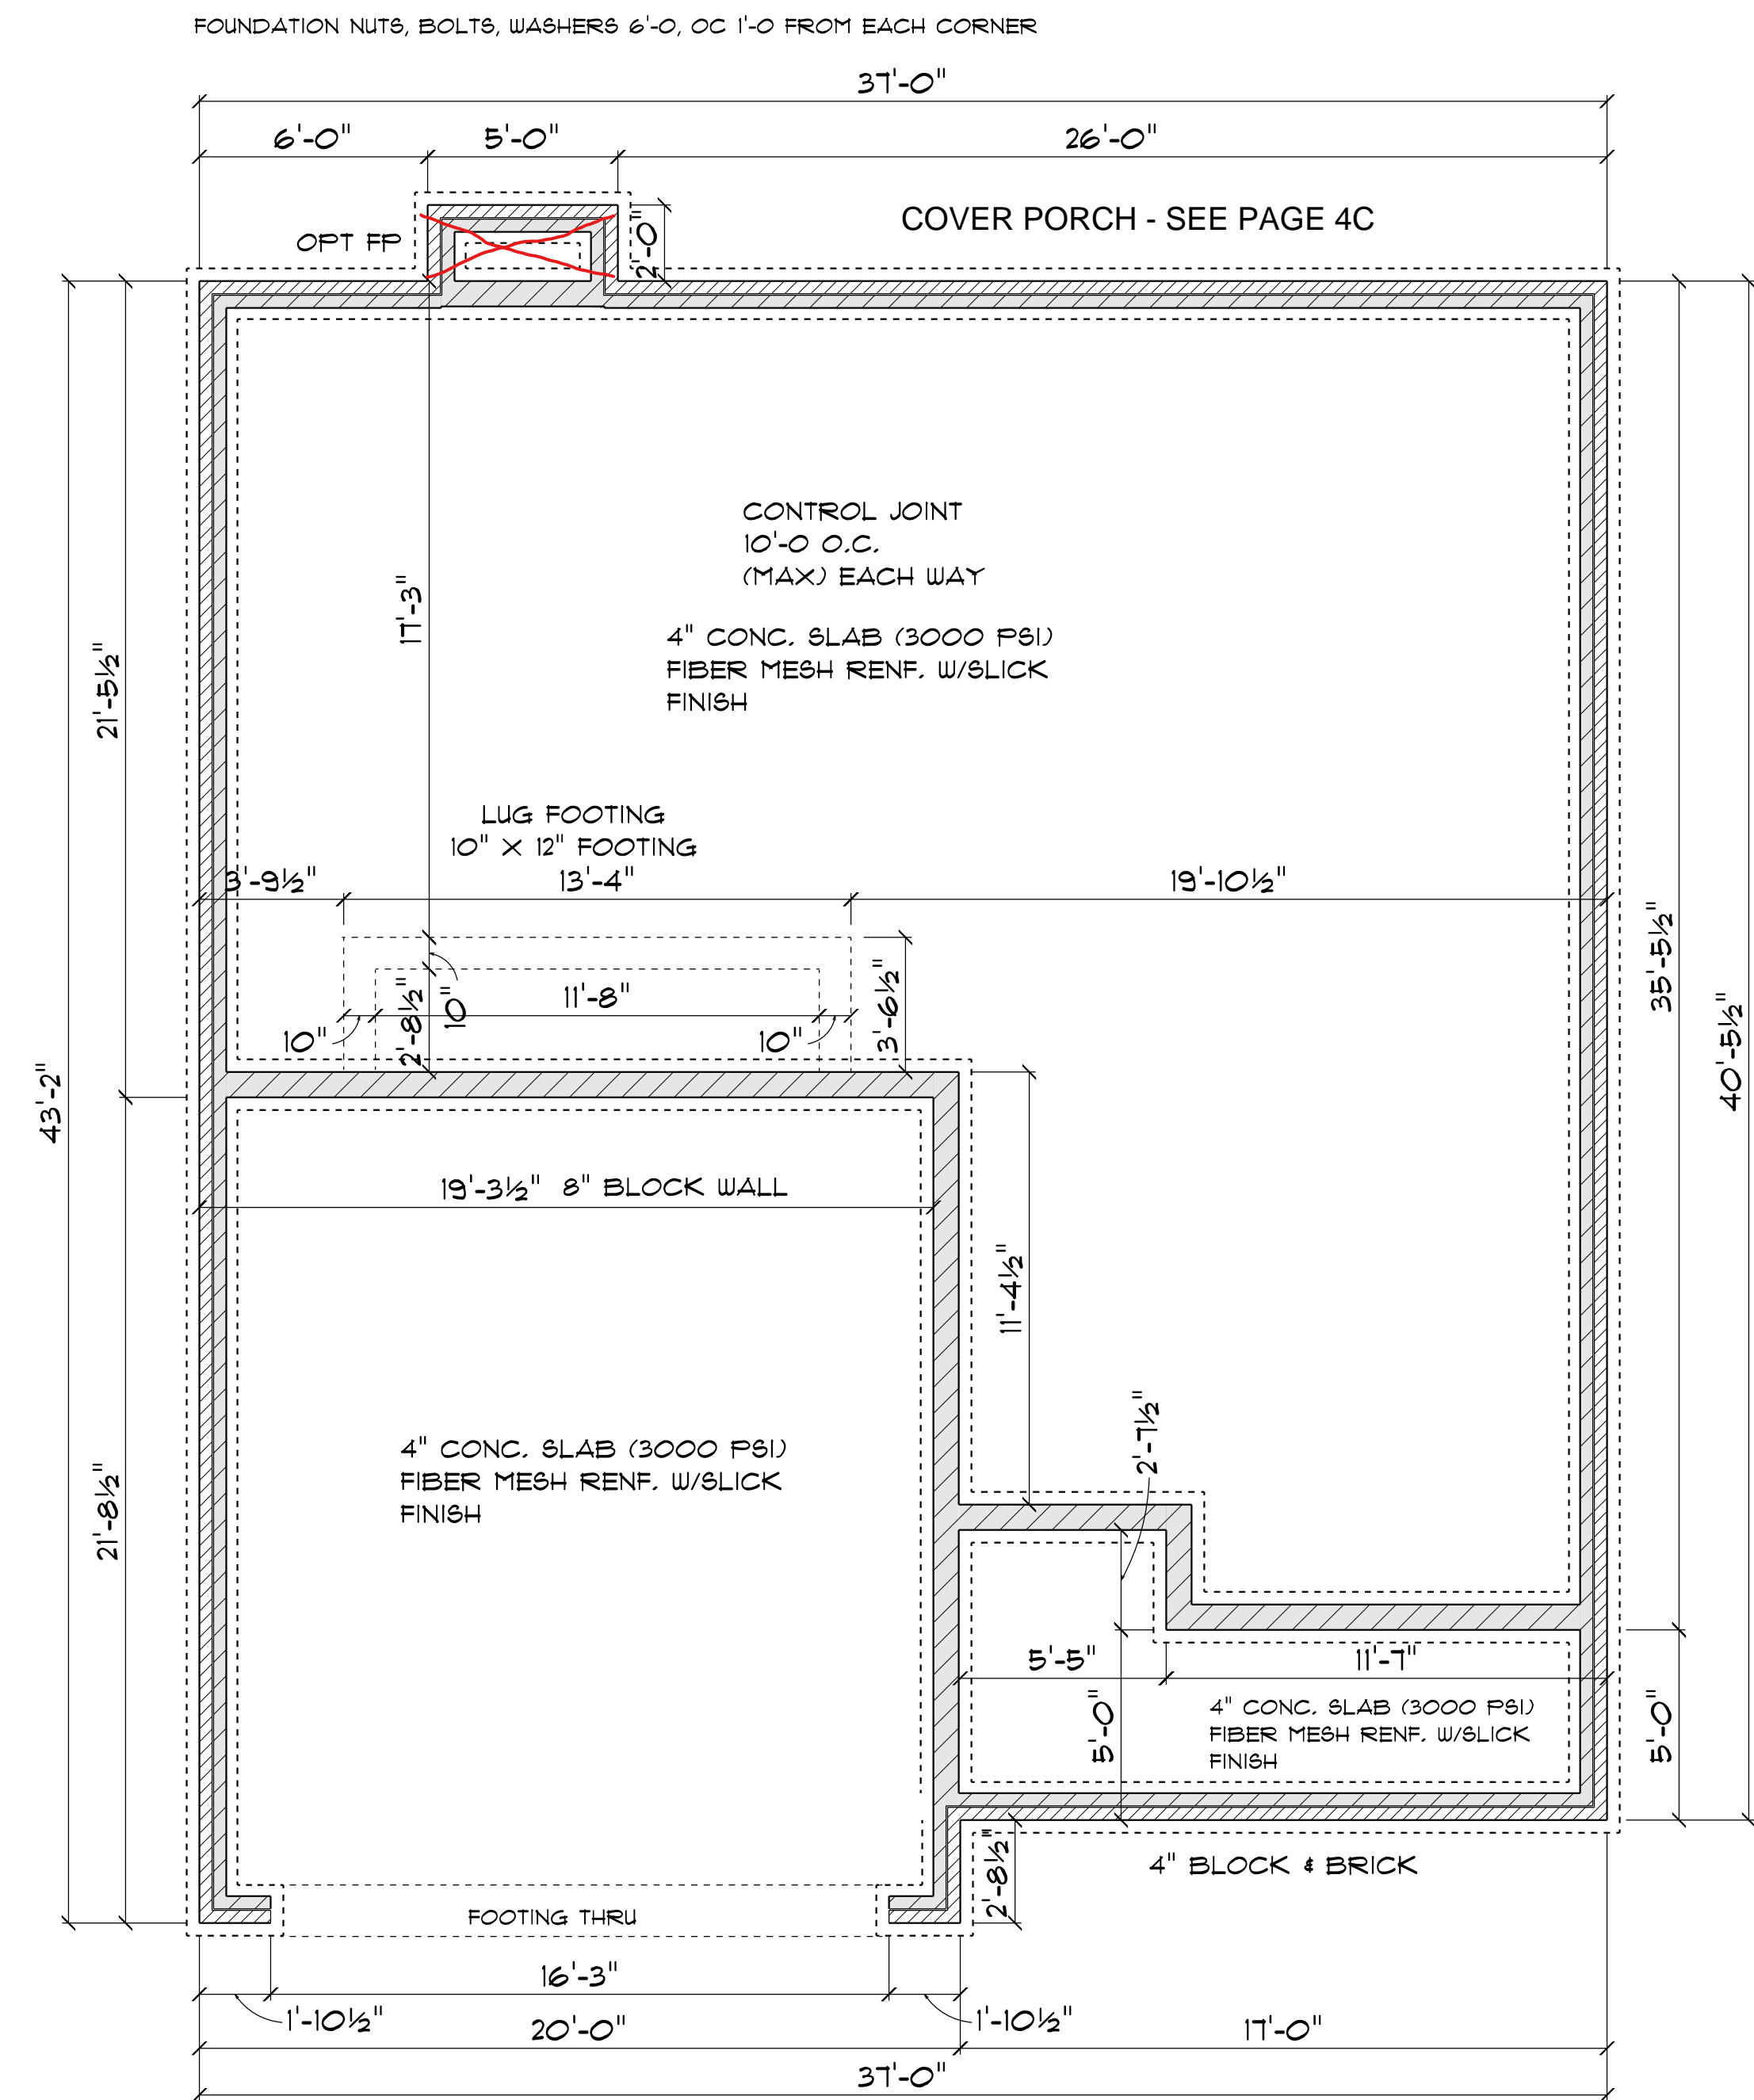 FOUNDATION NUTS, BOLTS, WASHERS 6'-0, OC 1'-0 FROM EACH CORNER
37'-0"
6'-0"
5'-0"
26'-0"
COVER PORCH - SEE PAGE 4C
OPT FP
2'-0"
CONTROL JOINT
10'-0 O.C.
(MAX) EACH WAY
17'-3"
4" CONC. SLAB (3000 PSI)
FIBER MESH RENF. W/SLICK
FINISH
21'-5½"
LUG FOOTING
10" X 12" FOOTING
3'-9½"
13'-4"
19'-10½"
35'-5½"
40'-5½"
43'-2"
11'-8"
10"
2'-8½"
10"
10"
3'-6½"
19'-3½" 8" BLOCK WALL
11'-4½"
2'-7½"
4" CONC. SLAB (3000 PSI)
FIBER MESH RENF. W/SLICK
FINISH
21'-8½"
5'-5"
11'-7"
5'-0"
4" CONC. SLAB (3000 PSI)
FIBER MESH RENF. W/SLICK
FINISH
5'-0"
2'-8½"
4" BLOCK & BRICK
FOOTING THRU
16'-3"
1'-10½"
1'-10½"
20'-0"
17'-0"
37'-0"